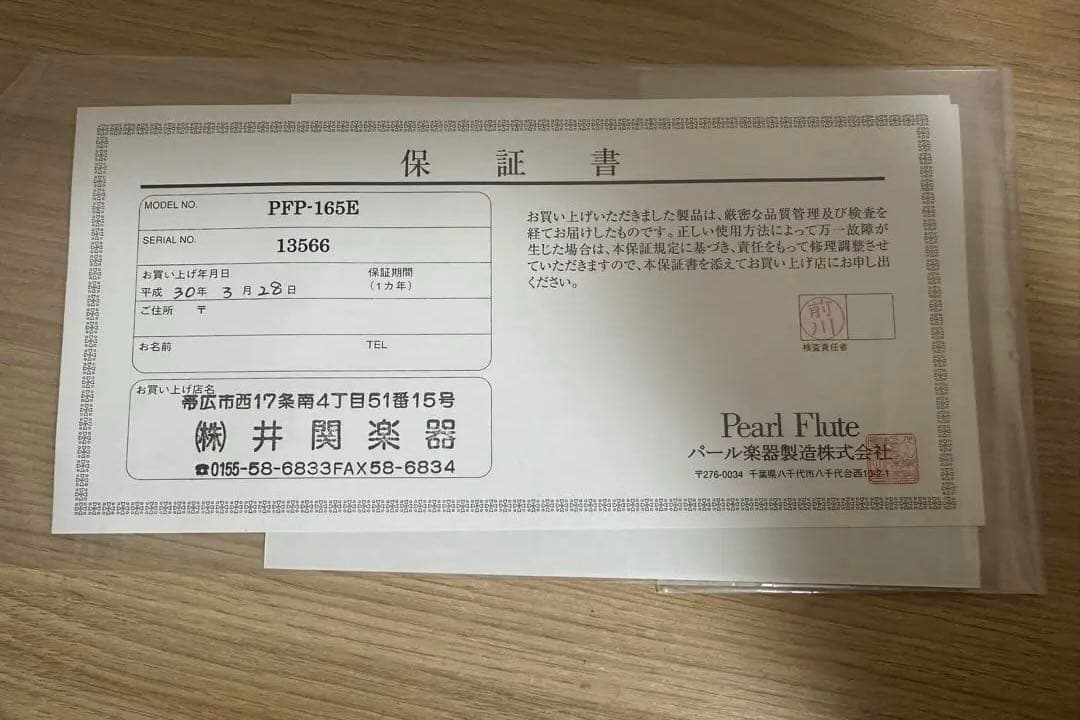 保証書
MODEL NO. PFP-165E
SERIAL NO. 13566
お買い上げ年月日 保証期間
平成 30年 3月 28日 (1カ年)
ご住所 〒
お名前 TEL
お買い上げ店名
帯広市西17条南4丁目51番15号
㈱井関楽器
☎0155-58-6833FAX58-6834
お買い上げいただきました製品は、厳密な品質管理及び検査を
経てお届けしたものです。正しい使用方法によって万一故障が
生じた場合は、本保証規定に基づき、責任をもって修理調整させ
ていただきますので、本保証書を添えてお買い上げ店にお申し出
ください。
前川
検査責任者
Pearl Flute
パール楽器製造株式会社
〒276-0034 千葉県八千代市八千代台西10-2-1